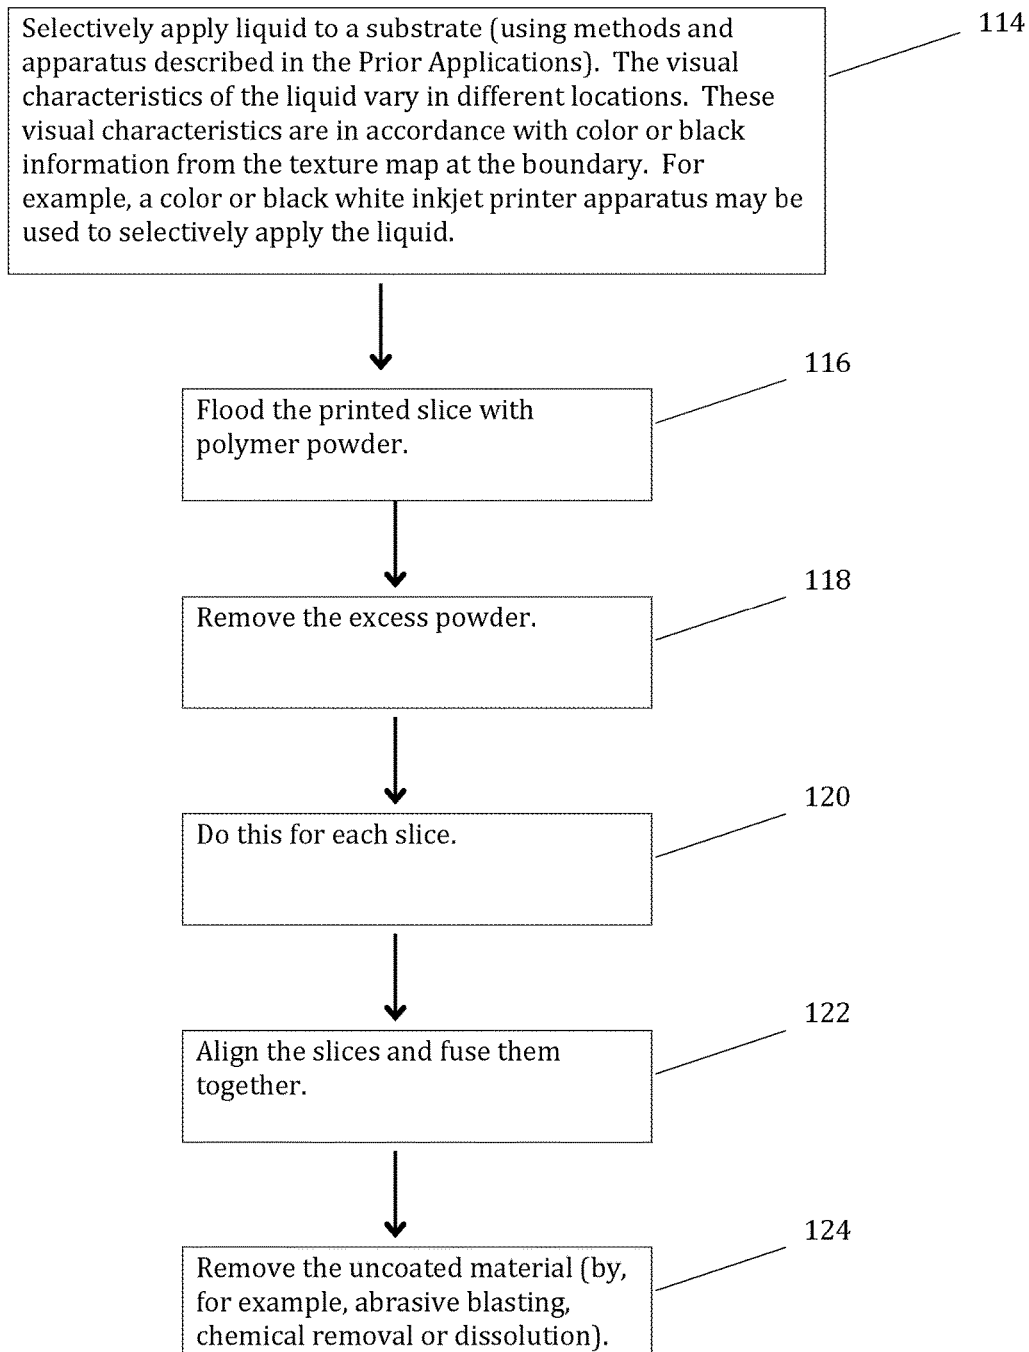 Selectively apply liquid to a substrate (using methods and
114
apparatus described in the Prior Applications).  The visual
characteristics of the liquid vary in different locations.  These
visual characteristics are in accordance with color or black
information from the texture map at the boundary.  For
example, a color or black white inkjet printer apparatus may be
used to selectively apply the liquid.
116
Flood the printed slice with
polymer powder.
118
Remove the excess powder.
120
Do this for each slice.
122
Align the slices and fuse them
together.
124
Remove the uncoated material (by,
for example, abrasive blasting,
chemical removal or dissolution).